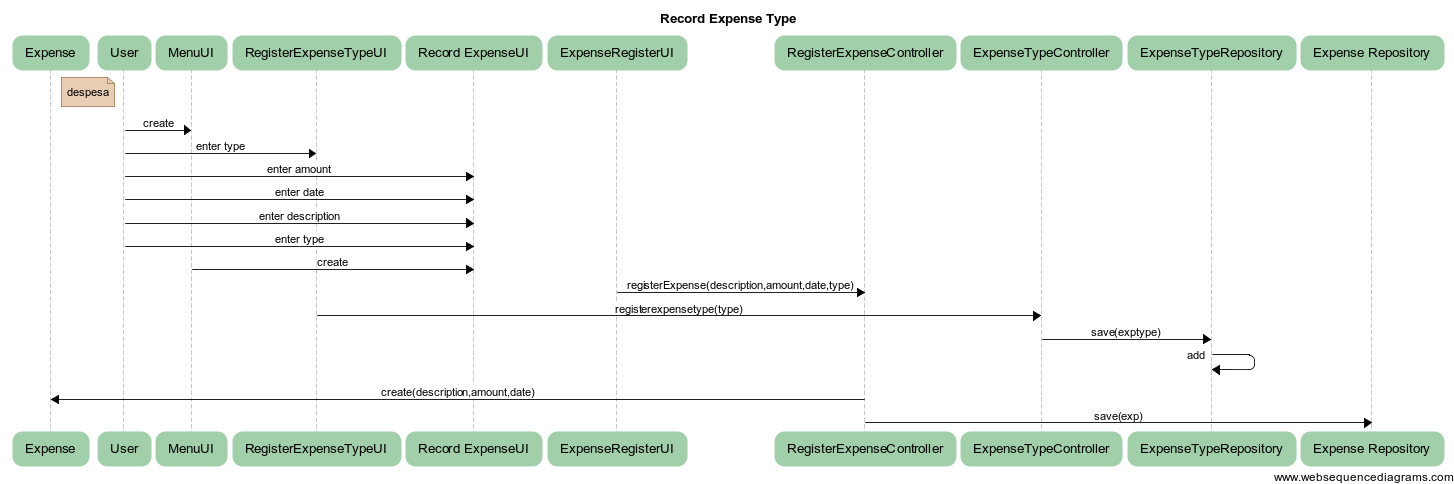 Record Expense Type
Expense
User
MenuUI
RegisterExpenseTypeUI
Record ExpenseUI
ExpenseRegisterUI
RegisterExpenseController
ExpenseTypeController
ExpenseTypeRepository
Expense Repository
despesa
create
enter type
enter amount
enter date
enter description
enter type
create
registerExpense(description,amount,date,type)
registerexpensetype(type)
save(exptype)
add
create(description,amount,date)
save(exp)
Expense
User
MenuUI
RegisterExpenseTypeUI
Record ExpenseUI
ExpenseRegisterUI
RegisterExpenseController
ExpenseTypeController
ExpenseTypeRepository
Expense Repository
www.websequencediagrams.com